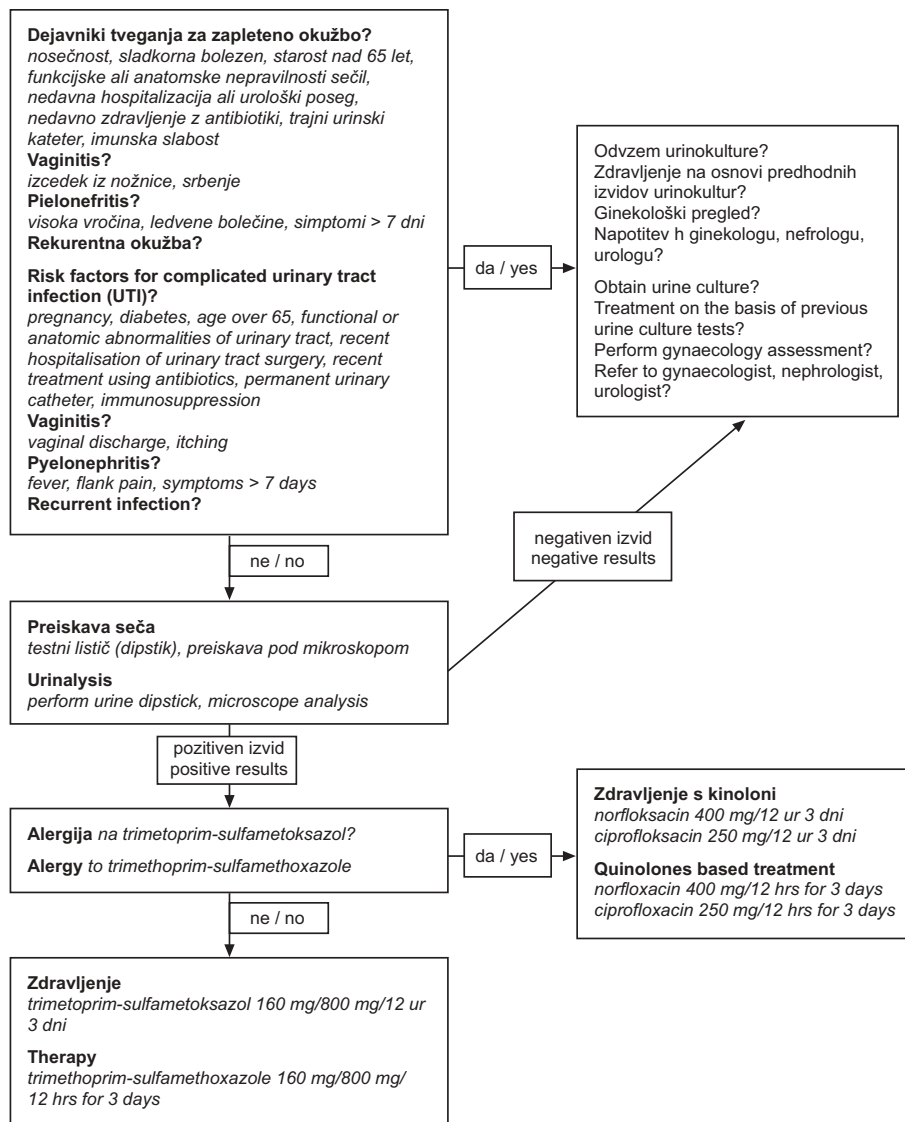 Dejavniki tveganja za zapleteno okužbo?
nosečnost, sladkorna bolezen, starost nad 65 let,
funkcijske ali anatomske nepravilnosti sečil,
nedavna hospitalizacija ali urološki poseg,
nedavno zdravljenje z antibiotiki, trajni urinski
kateter, imunska slabost
Vaginitis?
izcedek iz nožnice, srbenje
Pielonefritis?
visoka vročina, ledvene bolečine, simptomi > 7 dni
Rekurentna okužba?
Risk factors for complicated urinary tract
infection (UTI)?
pregnancy, diabetes, age over 65, functional or
anatomic abnormalities of urinary tract, recent
hospitalisation of urinary tract surgery, recent
treatment using antibiotics, permanent urinary
catheter, immunosuppression
Vaginitis?
vaginal discharge, itching
Pyelonephritis?
fever, flank pain, symptoms > 7 days
Recurrent infection?
da / yes
Odvzem urinokulture?
Zdravljenje na osnovi predhodnih
izvidov urinokultur?
Ginekološki pregled?
Napotitev h ginekologu, nefrologu,
urologu?
Obtain urine culture?
Treatment on the basis of previous
urine culture tests?
Perform gynaecology assessment?
Refer to gynaecologist, nephrologist,
urologist?
ne / no
negativen izvid
negative results
Preiskava seča
testni listič (dipstik), preiskava pod mikroskopom
Urinalysis
perform urine dipstick, microscope analysis
pozitiven izvid
positive results
Alergija na trimetoprim-sulfametoksazol?
Alergy to trimethoprim-sulfamethoxazole
da / yes
Zdravljenje s kinoloni
norfloksacin 400 mg/12 ur 3 dni
ciprofloksacin 250 mg/12 ur 3 dni
Quinolones based treatment
norfloxacin 400 mg/12 hrs for 3 days
ciprofloxacin 250 mg/12 hrs for 3 days
ne / no
Zdravljenje
trimetoprim-sulfametoksazol 160 mg/800 mg/12 ur
3 dni
Therapy
trimethoprim-sulfamethoxazole 160 mg/800 mg/
12 hrs for 3 days